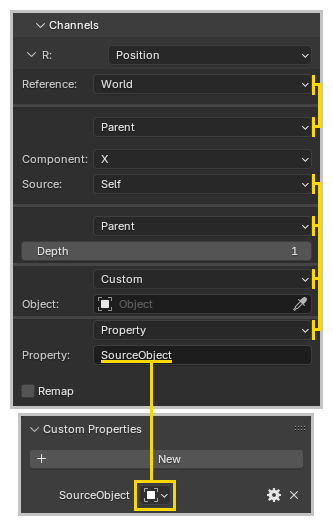 Channels
R: Position
Reference: World
Parent
Component: X
Source: Self
Parent
Depth 1
Custom
Object: Object
Property
Property: SourceObject
Remap
Custom Properties
+ New
SourceObject